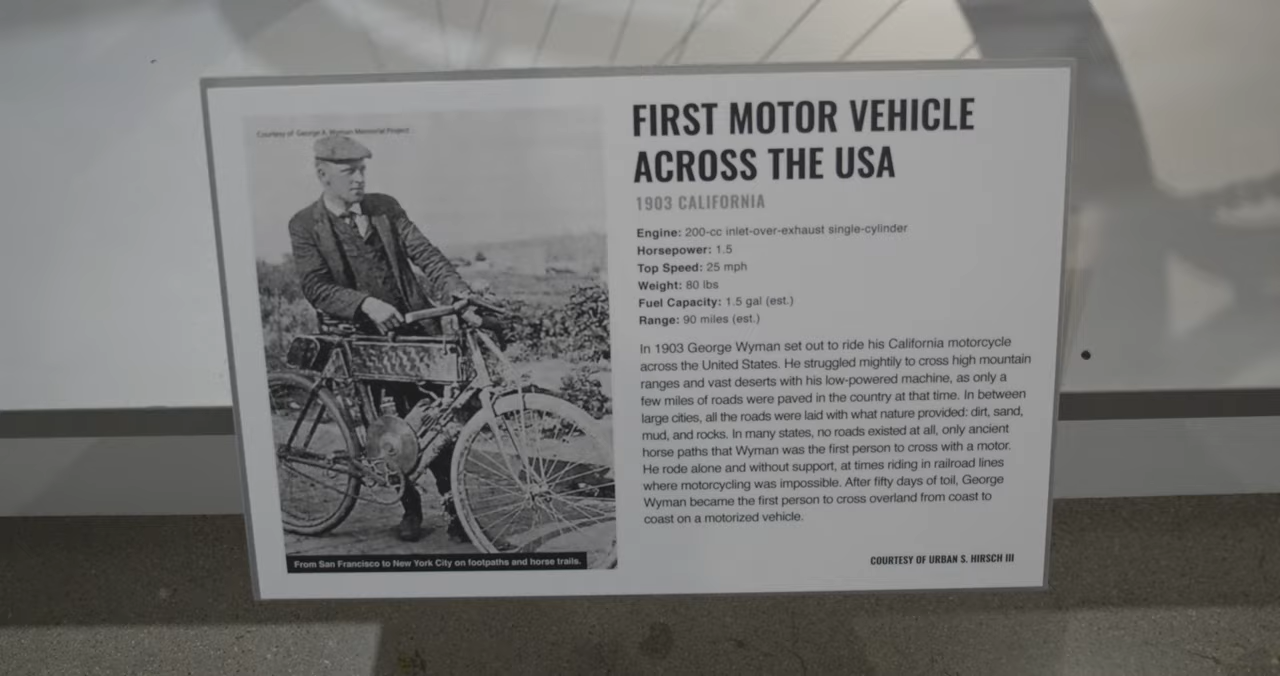 Courtesy of George A. Wyman Memorial Project
FIRST MOTOR VEHICLE
ACROSS THE USA
1903 CALIFORNIA
Engine: 200-cc inlet-over-exhaust single-cylinder
Horsepower: 1.5
Top Speed: 25 mph
Weight: 80 lbs
Fuel Capacity: 1.5 gal (est.)
Range: 90 miles (est.)
In 1903 George Wyman set out to ride his California motorcycle
across the United States. He struggled mightily to cross high mountain
ranges and vast deserts with his low-powered machine, as only a
few miles of roads were paved in the country at that time. In between
large cities, all the roads were laid with what nature provided: dirt, sand,
mud, and rocks. In many states, no roads existed at all, only ancient
horse paths that Wyman was the first person to cross with a motor.
He rode alone and without support, at times riding in railroad lines
where motorcycling was impossible. After fifty days of toil, George
Wyman became the first person to cross overland from coast to
coast on a motorized vehicle.
From San Francisco to New York City on footpaths and horse trails.
COURTESY OF URBAN S. HIRSCH III